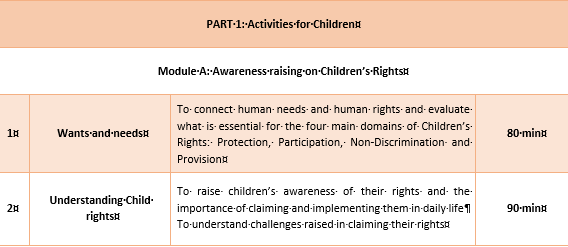 PART 1: Activities for Children¤
Module A: Awareness raising on Children's Rights¤
1¤
Wants and needs¤
To connect human needs and human rights and evaluate
what is essential for the four main domains of Children's
Rights: Protection, Participation, Non-Discrimination and
Provision¤
80 min¤
2¤
Understanding Child
rights¤
To raise children's awareness of their rights and the
importance of claiming and implementing them in daily life¶
To understand challenges raised in claiming their rights¤
90 min¤